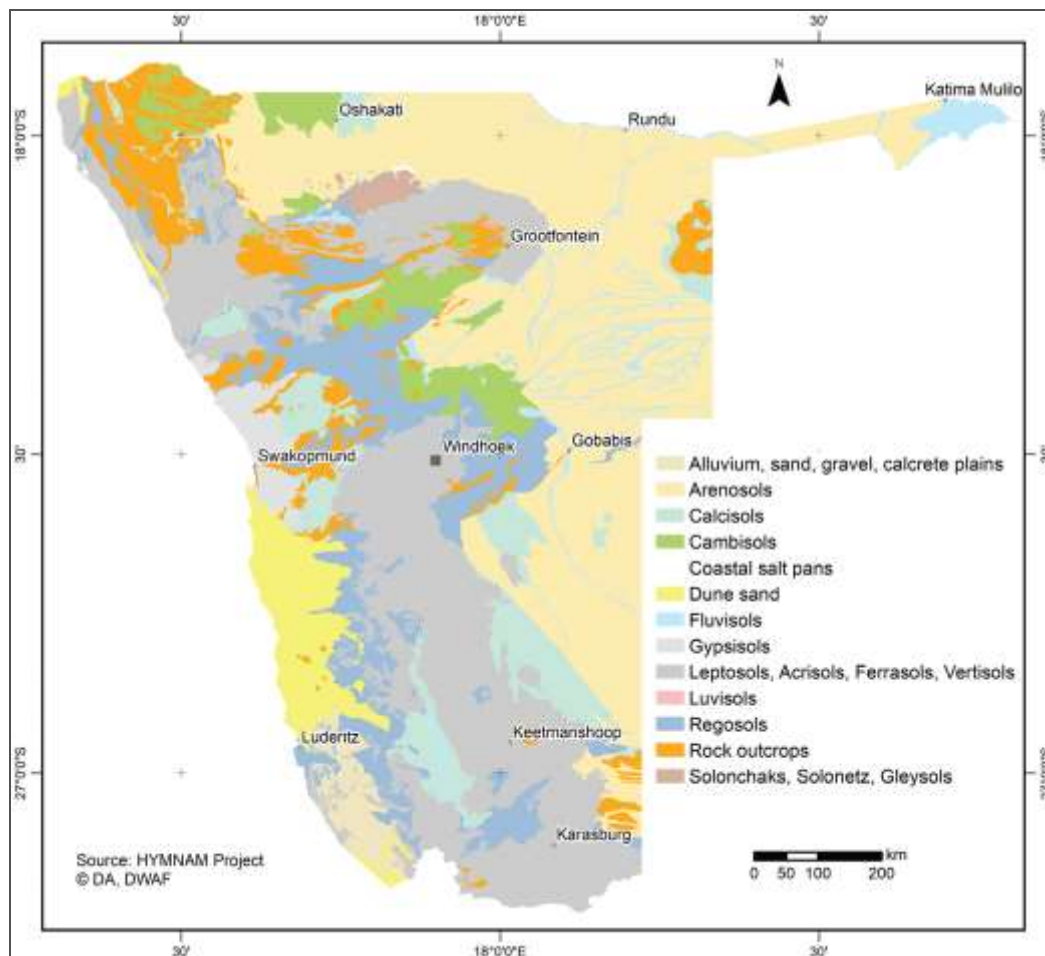 30'
18°0'0"E
30'
N
Katima Mulilo
Oshakati
Rundu
18°0'0"S
Grootfontein
Swakopmund
Windhoek
Gobabis
30'
Alluvium, sand, gravel, calcrete plains
Arenosols
Calcisols
Cambisols
Coastal salt pans
Dune sand
Fluvisols
Gypsisols
Leptosols, Acrisols, Ferrasols, Vertisols
Luvisols
Regosols
Rock outcrops
Solonchaks, Solonetz, Gleysols
Luderitz
Keetmanshoop
27°0'0"S
Karasburg
Source: HYMNAM Project
© DA, DWAF
km
0 50 100 200
30'
18°0'0"E
30'